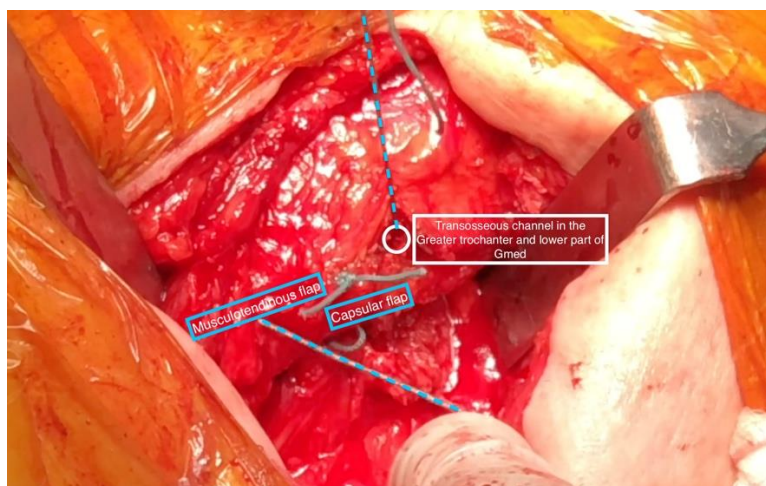 Transosseous channel in the
Greater trochanter and lower part of
Gmed
Musculotendinous flap
Capsular flap